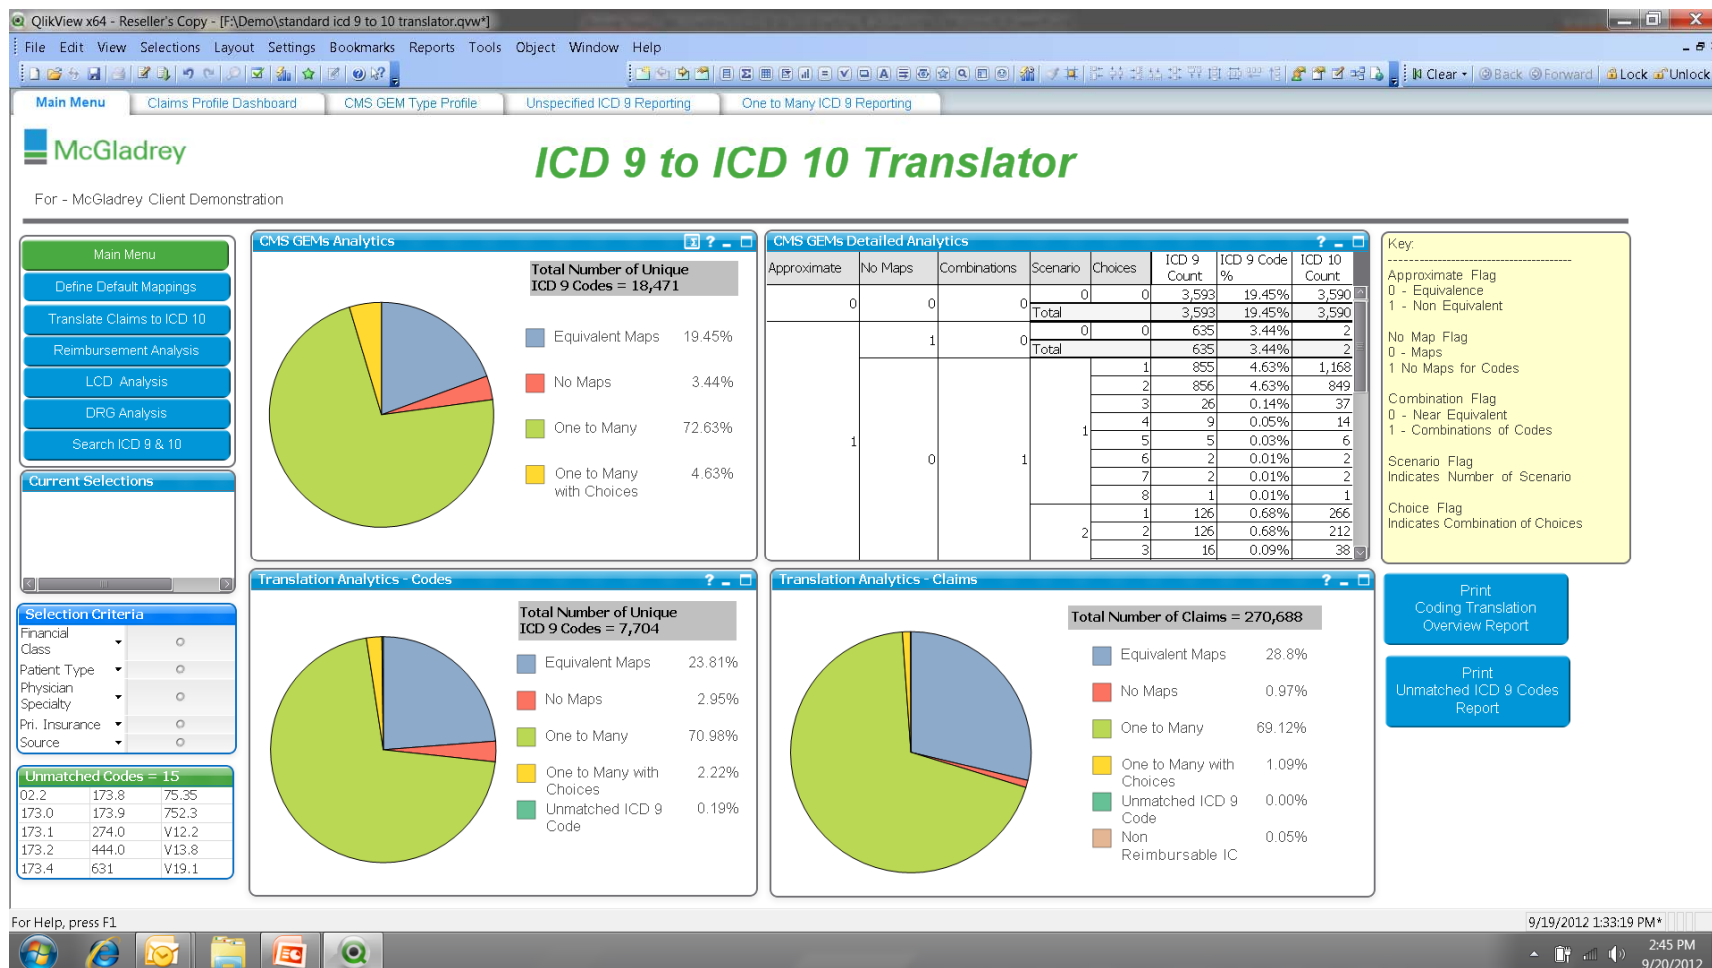 QlikView x64 - Reseller's Copy - [F:\Demo\standard icd 9 to 10 translator.qvw*]
File Edit View Selections Layout Settings Bookmarks Reports Tools Object Window Help
Clear Back Forward Lock Unlock
Main Menu Claims Profile Dashboard CMS GEM Type Profile Unspecified ICD 9 Reporting One to Many ICD 9 Reporting
McGladrey
ICD 9 to ICD 10 Translator
For - McGladrey Client Demonstration
Main Menu
Define Default Mappings
Translate Claims to ICD 10
Reimbursement Analysis
LCD Analysis
DRG Analysis
Search ICD 9 & 10
Current Selections
Selection Criteria
Financial
Class
Patient Type
Physician
Specialty
Pri. Insurance
Source
Unmatched Codes = 15
02.2 173.8 75.35
173.0 173.9 752.3
173.1 274.0 V12.2
173.2 444.0 V13.8
173.4 631 V19.1
CMS GEMs Analytics
Total Number of Unique
ICD 9 Codes = 18,471
Equivalent Maps 19.45%
No Maps 3.44%
One to Many 72.63%
One to Many 4.63%
with Choices
CMS GEMs Detailed Analytics
Approximate No Maps Combinations Scenario Choices ICD 9 Count ICD 9 Code % ICD 10 Count
0 0 0 0 0 3,593 19.45% 3,590
Total 3,593 19.45% 3,590
1 0 0 0 635 3.44% 2
Total 635 3.44% 2
1 855 4.63% 1,168
2 856 4.63% 849
3 26 0.14% 37
1 4 9 0.05% 14
1 5 5 0.03% 6
0 1 6 2 0.01% 2
7 2 0.01% 2
8 1 0.01% 1
1 126 0.68% 266
2 2 126 0.68% 212
3 16 0.09% 38
Key:
Approximate Flag
0 - Equivalence
1 - Non Equivalent
No Map Flag
0 - Maps
1 No Maps for Codes
Combination Flag
0 - Near Equivalent
1 - Combinations of Codes
Scenario Flag
Indicates Number of Scenario
Choice Flag
Indicates Combination of Choices
Translation Analytics - Codes
Total Number of Unique
ICD 9 Codes = 7,704
Equivalent Maps 23.81%
No Maps 2.95%
One to Many 70.98%
One to Many with 2.22%
Choices
Unmatched ICD 9 0.19%
Code
Translation Analytics - Claims
Total Number of Claims = 270,688
Equivalent Maps 28.8%
No Maps 0.97%
One to Many 69.12%
One to Many with 1.09%
Choices
Unmatched ICD 9 0.00%
Code
Non 0.05%
Reimbursable IC
Print
Coding Translation
Overview Report
Print
Unmatched ICD 9 Codes
Report
For Help, press F1
9/19/2012 1:33:19 PM*
2:45 PM
9/20/2012